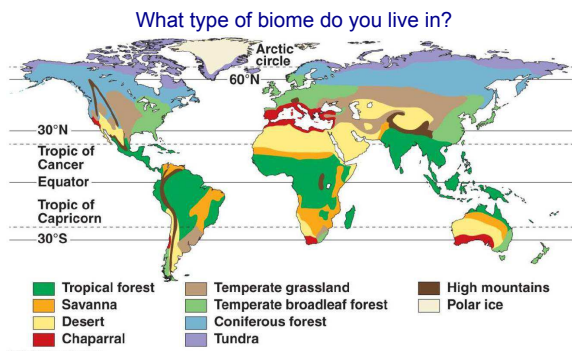 What type of biome do you live in?
Arctic
circle
60°N
30°N
Tropic of
Cancer
Equator
Tropic of
Capricorn
30°S
Tropical forest
Savanna
Desert
Chaparral
Temperate grassland
Temperate broadleaf forest
Coniferous forest
Tundra
High mountains
Polar ice